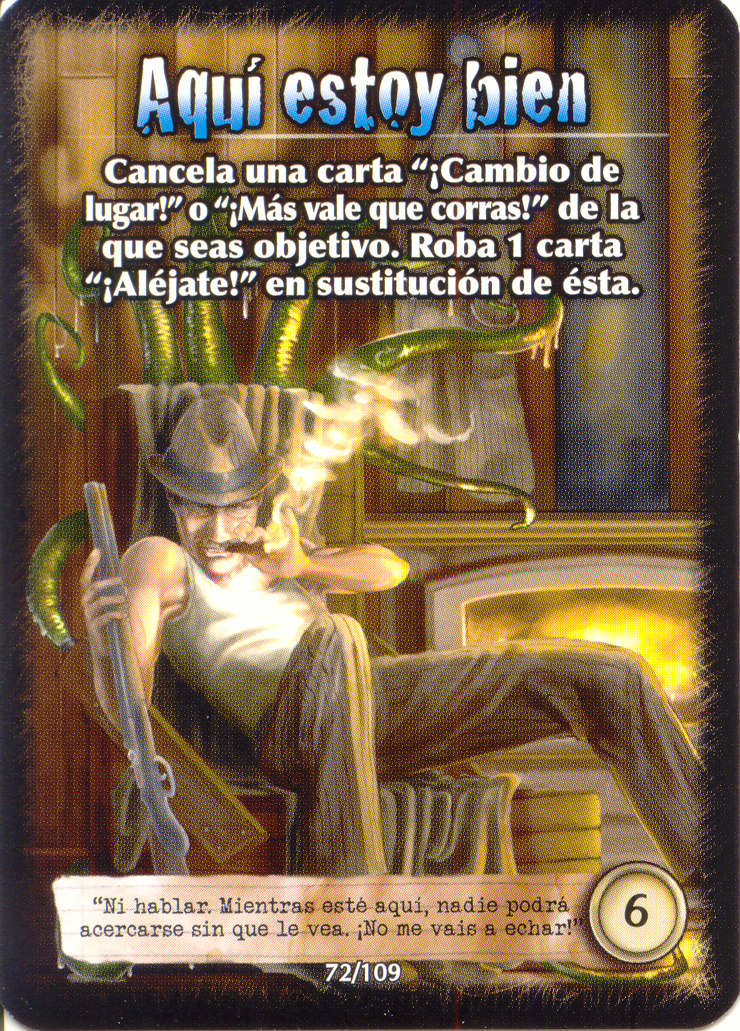 Aquí estoy bien
Cancela una carta “¡Cambio de
lugar!” o “¡Más vale que corras!” de la
que seas objetivo. Roba 1 carta
“¡Aléjate!” en sustitución de ésta.
“Ni hablar. Mientras esté aquí, nadie podrá
acercarse sin que le vea. ¡No me vais a echar!”
6
72/109